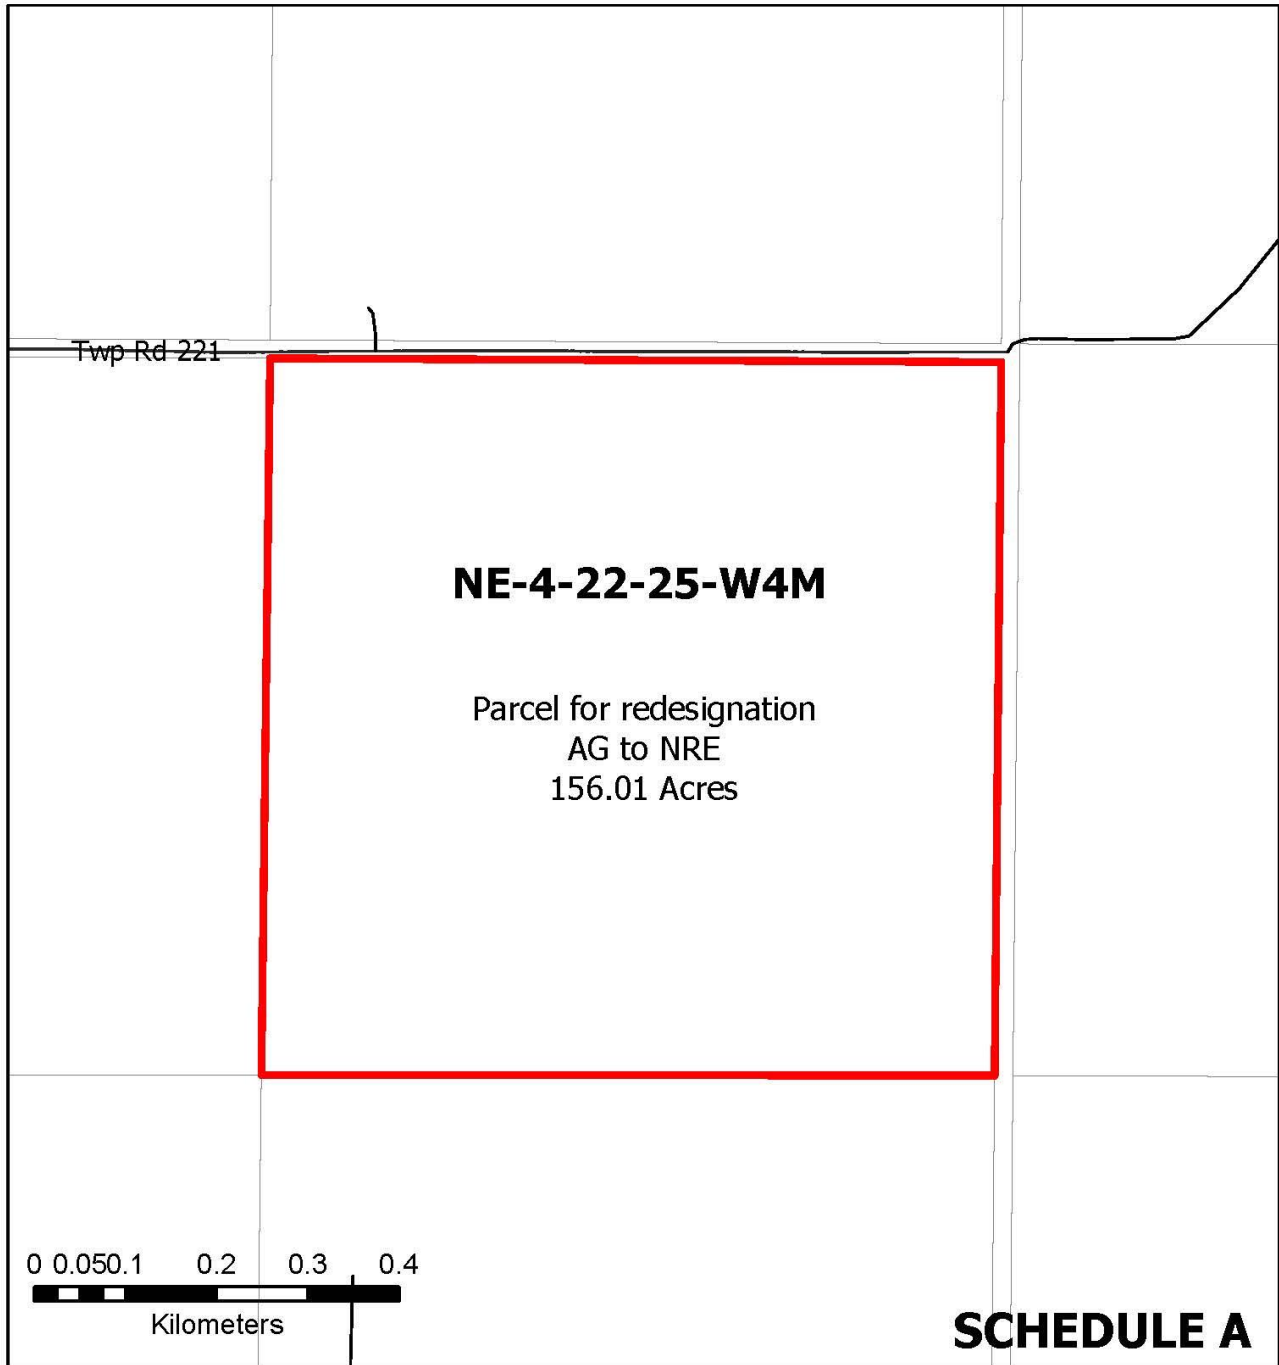 Twp Rd 221
NE-4-22-25-W4M
Parcel for redesignation
AG to NRE
156.01 Acres
0 0.050.1 0.2 0.3 0.4
Kilometers
SCHEDULE A